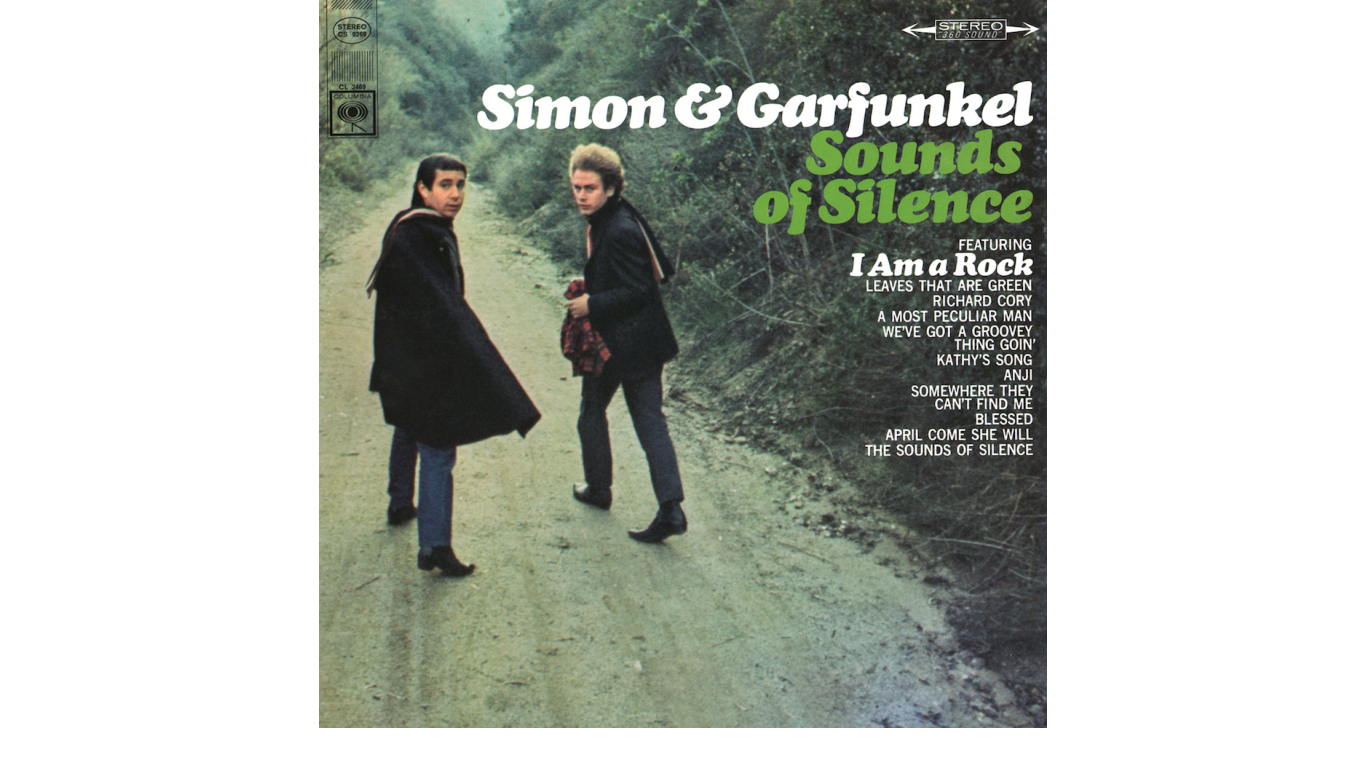 STEREO
CS 9269
CL 2469
COLUMBIA
STEREO
"360 SOUND"
Simon & Garfunkel
Sounds
of Silence
FEATURING
I Am a Rock
LEAVES THAT ARE GREEN
RICHARD CORY
A MOST PECULIAR MAN
WE'VE GOT A GROOVEY
THING GOIN'
KATHY'S SONG
ANJI
SOMEWHERE THEY
CAN'T FIND ME
BLESSED
APRIL COME SHE WILL
THE SOUNDS OF SILENCE